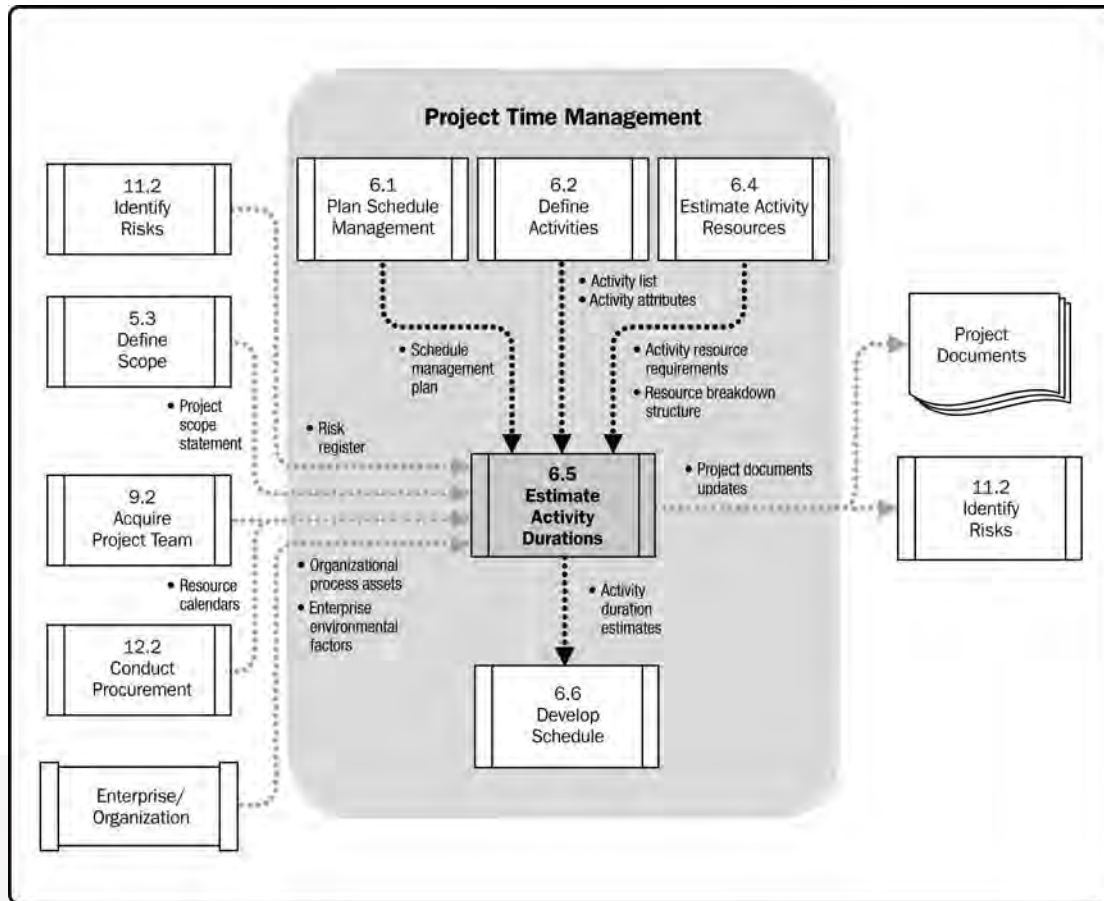 Project Time Management
11.2
Identify
Risks
6.1
Plan Schedule
Management
6.2
Define
Activities
6.4
Estimate Activity
Resources
• Activity list
• Activity attributes
5.3
Define
Scope
• Project
scope
statement
• Schedule
management
plan
• Activity resource
requirements
• Resource breakdown
structure
Project
Documents
• Risk
register
9.2
Acquire
Project Team
6.5
Estimate
Activity
Durations
• Project documents
updates
11.2
Identify
Risks
• Resource
calendars
• Organizational
process assets
• Enterprise
environmental
factors
• Activity
duration
estimates
12.2
Conduct
Procurement
6.6
Develop
Schedule
Enterprise/
Organization